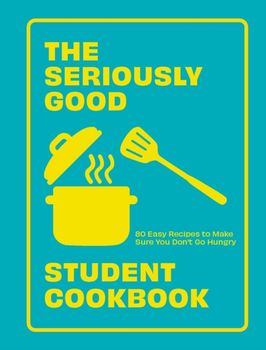 THE
SERIOUSLY
GOOD
80 Easy Recipes to Make
Sure You Don't Go Hungry
STUDENT
COOKBOOK